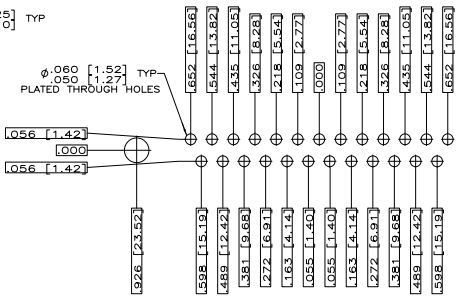 25] TYP
0]
.652 [16.56] .544 [13.82] .435 [11.05] .326 [8.28] .218 [5.54] .109 [2.77] .000 .109 [2.77] .218 [5.54] .326 [8.28] .435 [11.05] .544 [13.82] .652 [16.56]
ø.060 [1.52] TYP
.050 [1.27]
PLATED THROUGH HOLES
.056 [1.42]
.000
.056 [1.42]
.926 [23.52] .598 [15.19] .489 [12.42] .381 [9.68] .272 [6.91] .163 [4.14] .055 [1.40] .055 [1.40] .163 [4.14] .272 [6.91] .381 [9.68] .489 [12.42] .598 [15.19]